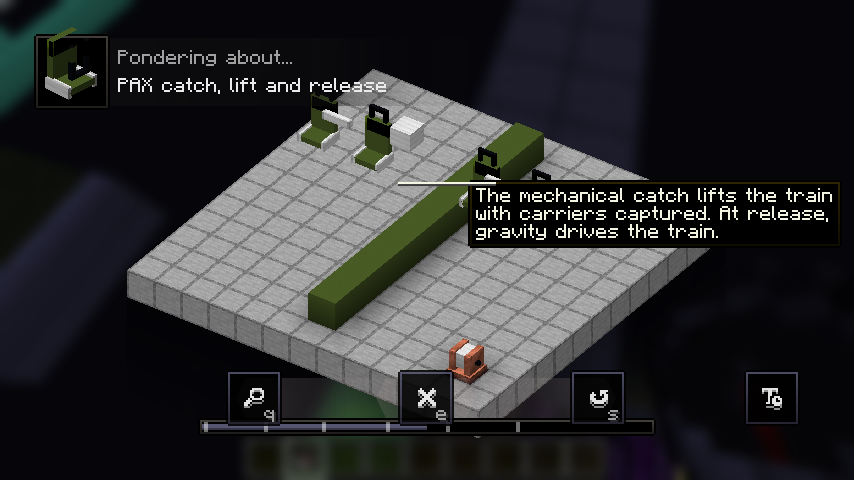 Pondering about...
PAX catch, lift and release
The mechanical catch lifts the train
with carriers captured. At release,
gravity drives the train.
q
e
s
T